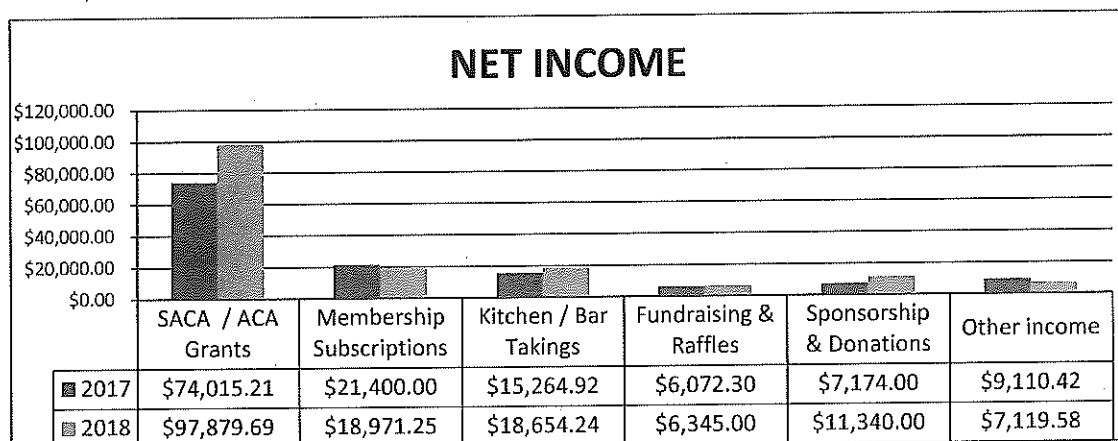 NET INCOME
$120,000.00
$100,000.00
$80,000.00
$60,000.00
$40,000.00
$20,000.00
$0.00
SACA / ACA Grants Membership Subscriptions Kitchen / Bar Takings Fundraising & Raffles Sponsorship & Donations Other income
2017 $74,015.21 $21,400.00 $15,264.92 $6,072.30 $7,174.00 $9,110.42
2018 $97,879.69 $18,971.25 $18,654.24 $6,345.00 $11,340.00 $7,119.58